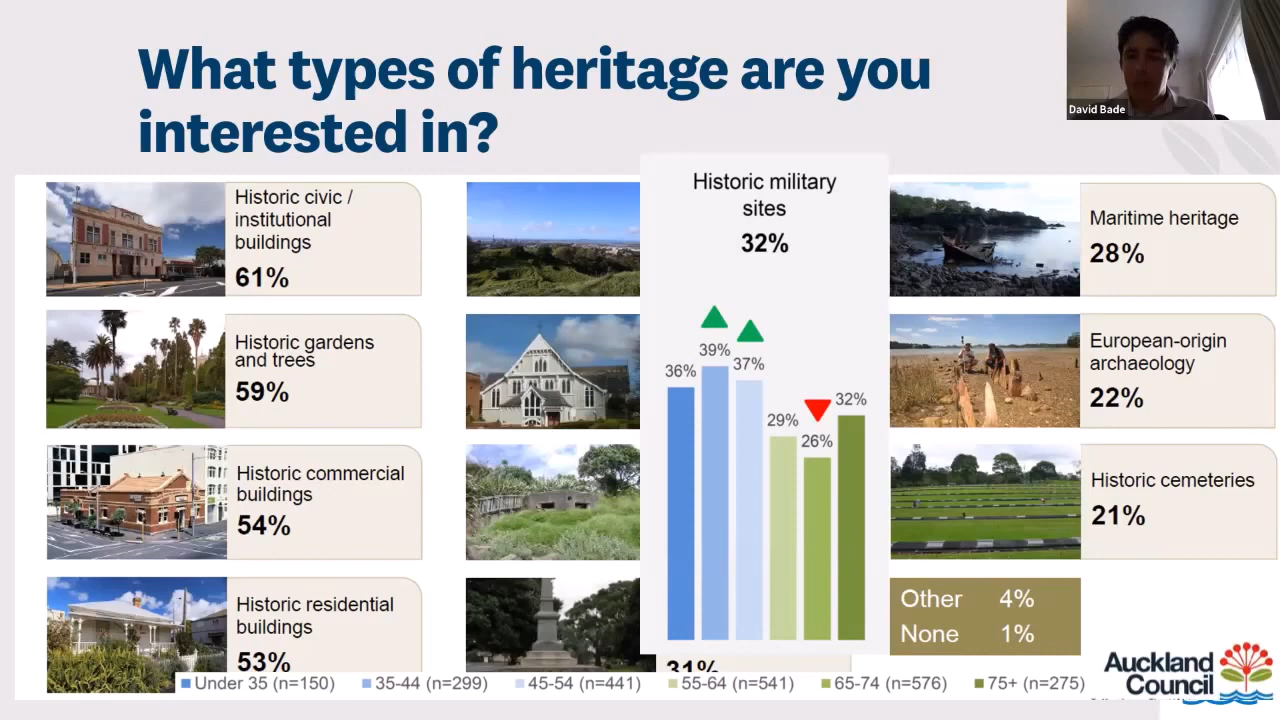 What types of heritage are you
interested in?
David Bade
Historic civic /
institutional
buildings
61%
Historic gardens
and trees
59%
Historic commercial
buildings
54%
Historic residential
buildings
53%
Historic military
sites
32%
36%
39%
37%
29%
26%
32%
31%
Maritime heritage
28%
European-origin
archaeology
22%
Historic cemeteries
21%
Other 4%
None 1%
Under 35 (n=150) 35-44 (n=299) 45-54 (n=441) 55-64 (n=541) 65-74 (n=576) 75+ (n=275)
Auckland
Council